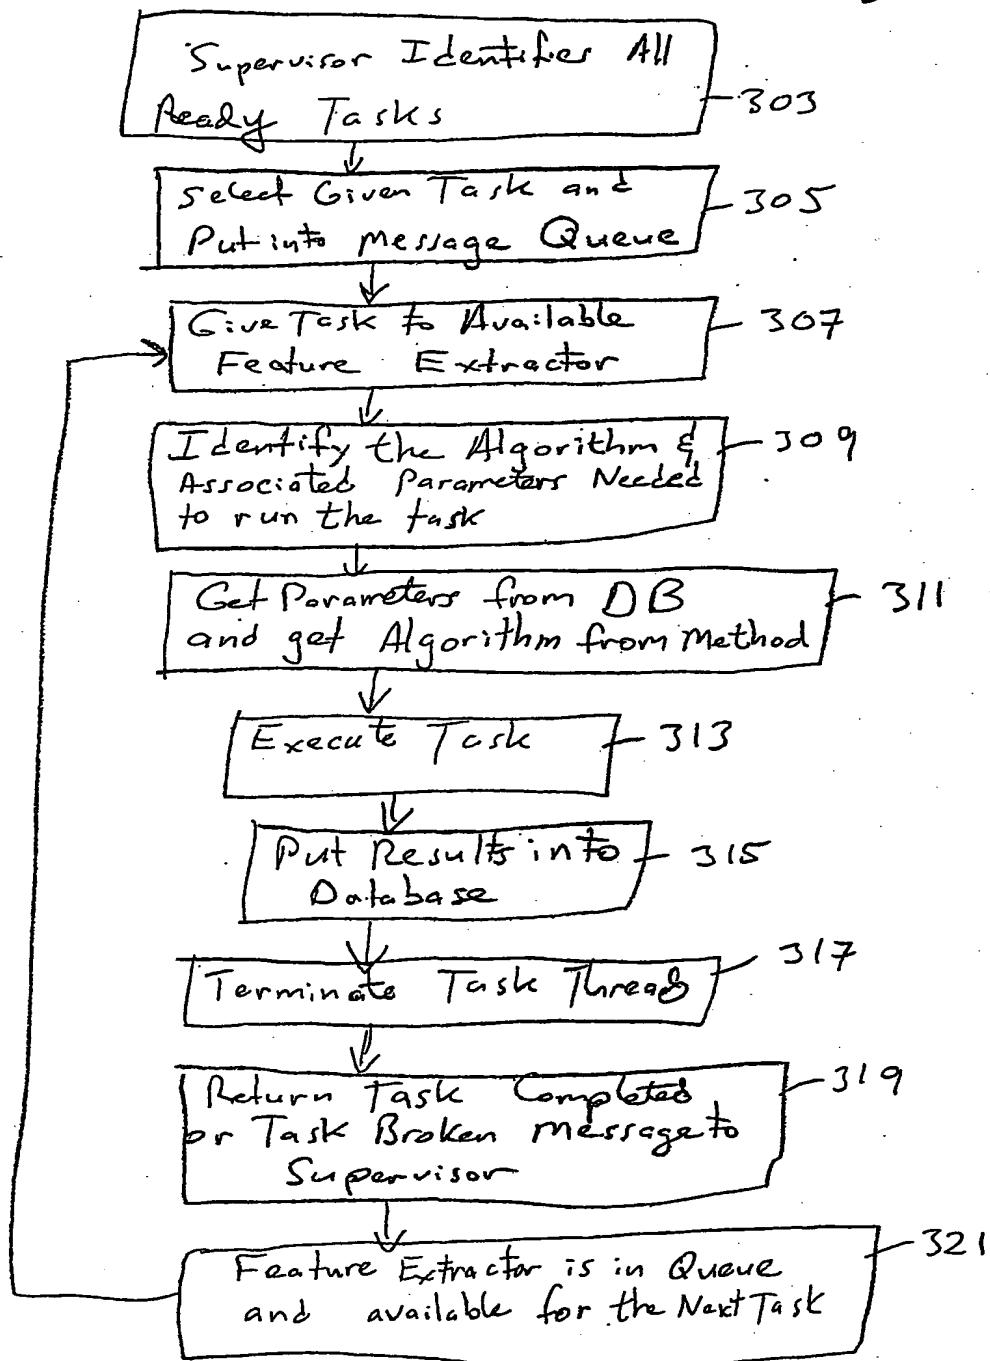 Supervisor Identifies All
Ready Tasks
303
Select Given Task and
Put into Message Queue
305
Give Task to Available
Feature Extractor
307
Identify the Algorithm &
Associated Parameters Needed
to run the task
309
Get Parameters from DB
and get Algorithm from Method
311
Execute Task
313
Put Results into
Database
315
Terminate Task Thread
317
Return Task Completed
or Task Broken Message to
Supervisor
319
Feature Extractor is in Queue
and available for the Next Task
321